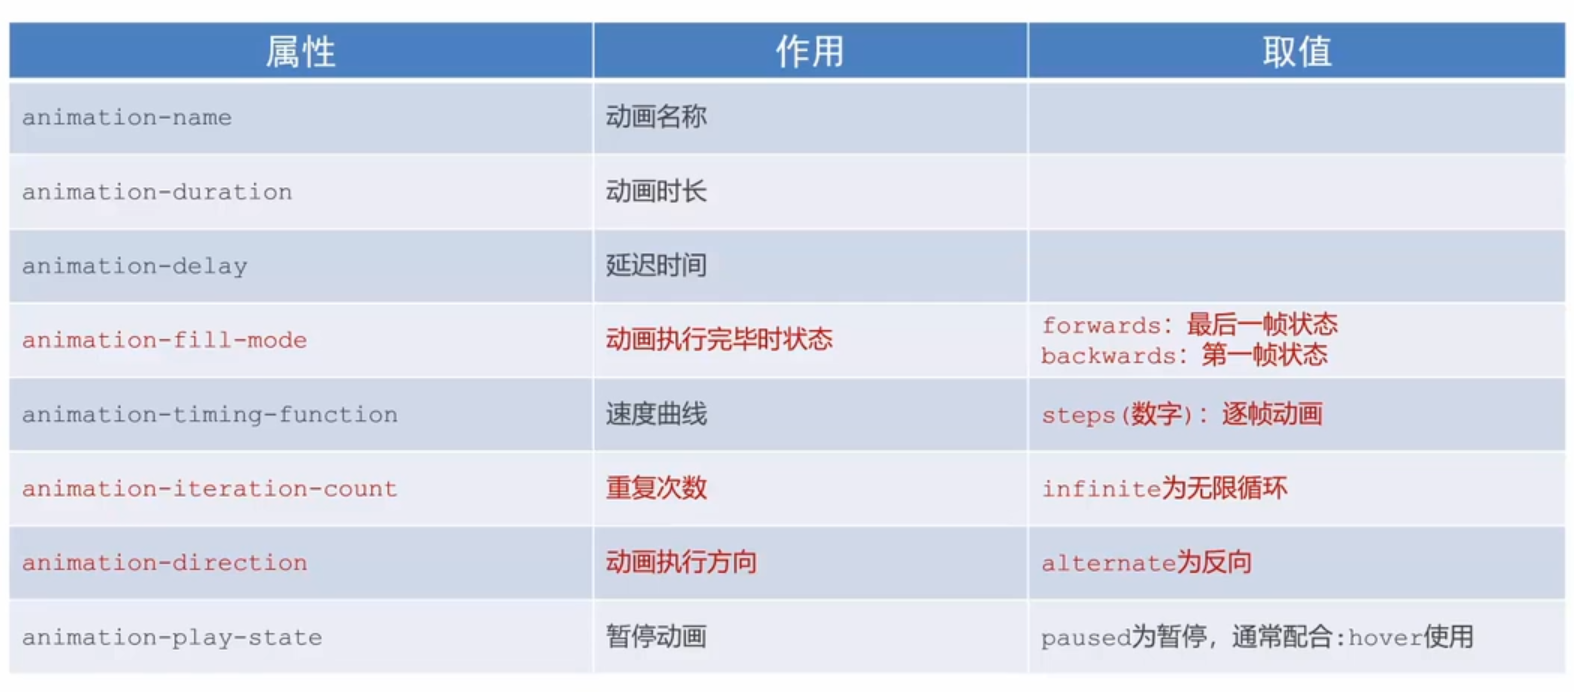 属性 作用 取值
animation-name 动画名称
animation-duration 动画时长
animation-delay 延迟时间
animation-fill-mode 动画执行完毕时状态 forwards：最后一帧状态
backwards：第一帧状态
animation-timing-function 速度曲线 steps(数字)：逐帧动画
animation-iteration-count 重复次数 infinite为无限循环
animation-direction 动画执行方向 alternate为反向
animation-play-state 暂停动画 paused为暂停，通常配合:hover使用